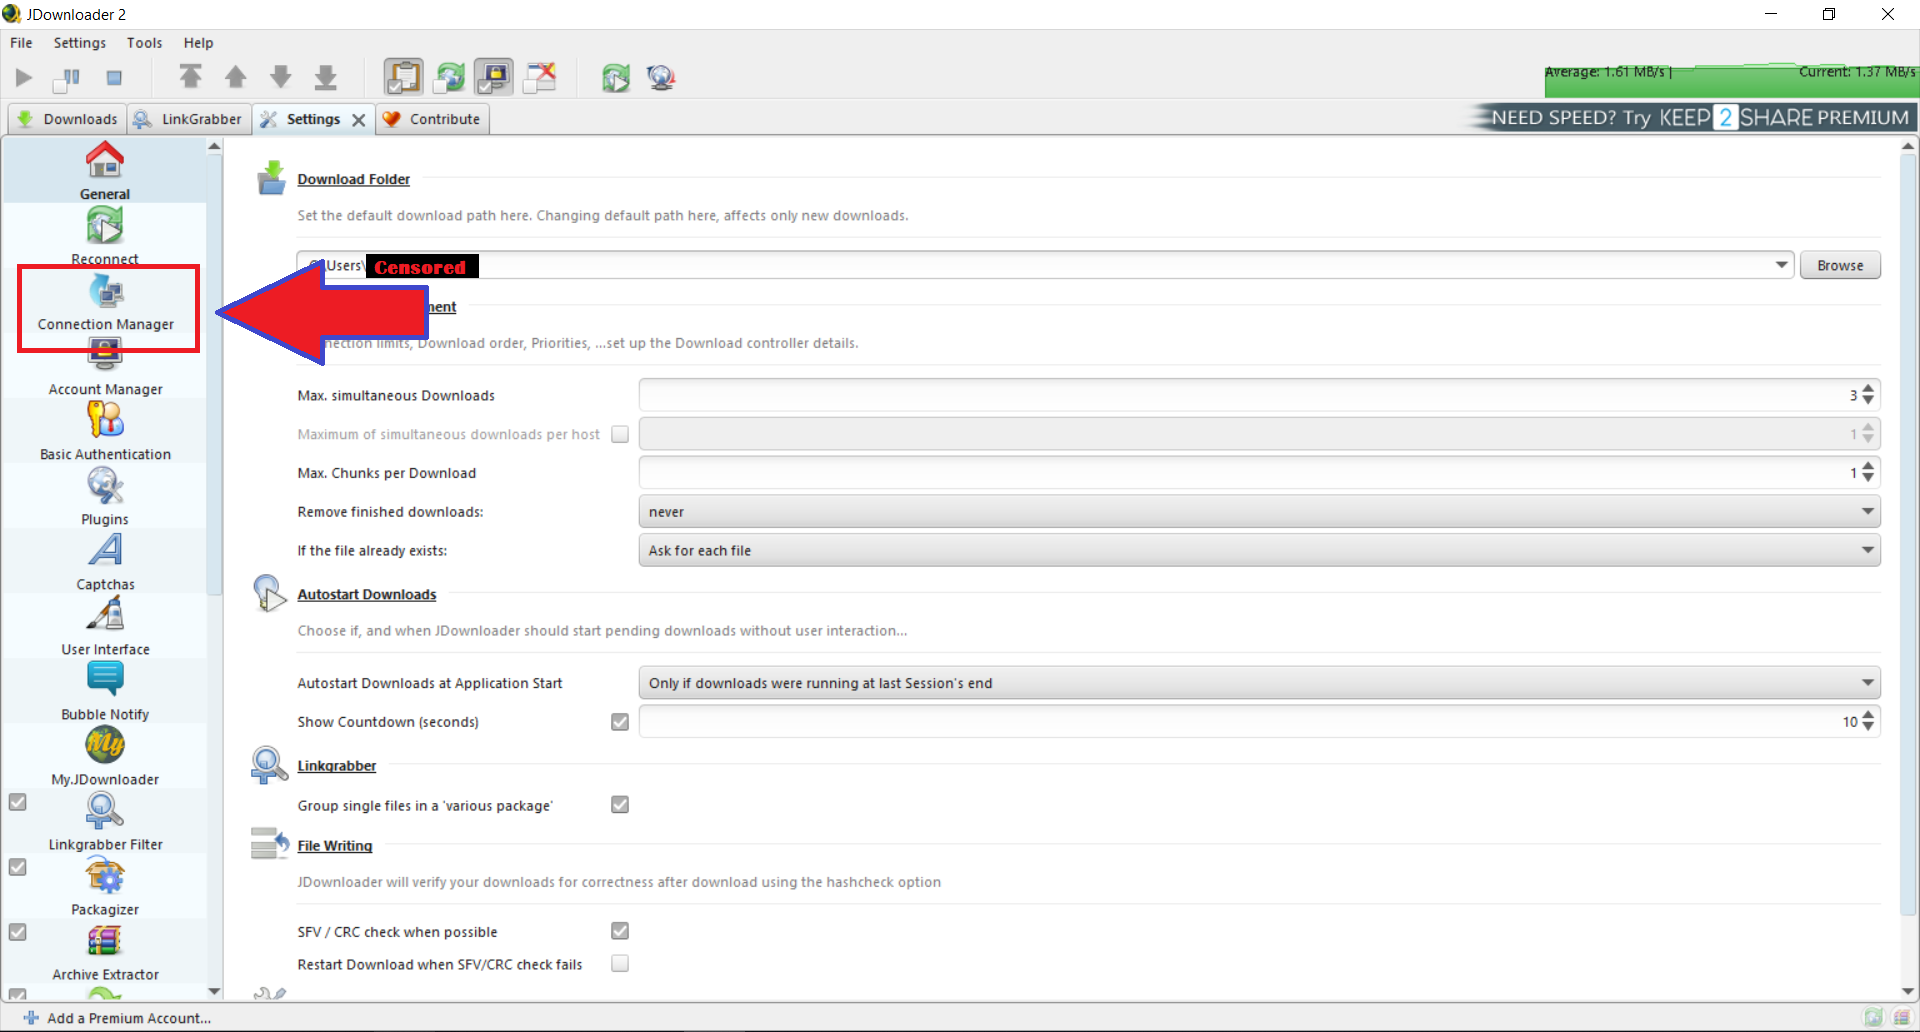 JDownloader 2
File Settings Tools Help
Average: 1.61 MB/s | Current: 1.37 MB/s
Downloads LinkGrabber Settings Contribute
NEED SPEED? Try KEEP 2 SHARE PREMIUM
General
Reconnect
Connection Manager
Account Manager
Basic Authentication
Plugins
Captchas
User Interface
Bubble Notify
My
My.JDownloader
Linkgrabber Filter
Packagizer
Archive Extractor
Download Folder
Set the default download path here. Changing default path here, affects only new downloads.
\Users\ Censored
Browse
limits, Download order, Priorities, ...set up the Download controller details.
Max. simultaneous Downloads 3
Maximum of simultaneous downloads per host 1
Max. Chunks per Download 1
Remove finished downloads: never
If the file already exists: Ask for each file
Autostart Downloads
Choose if, and when JDownloader should start pending downloads without user interaction...
Autostart Downloads at Application Start Only if downloads were running at last Session's end
Show Countdown (seconds) 10
Linkgrabber
Group single files in a 'various package'
File Writing
JDownloader will verify your downloads for correctness after download using the hashcheck option
SFV / CRC check when possible
Restart Download when SFV/CRC check fails
Add a Premium Account...